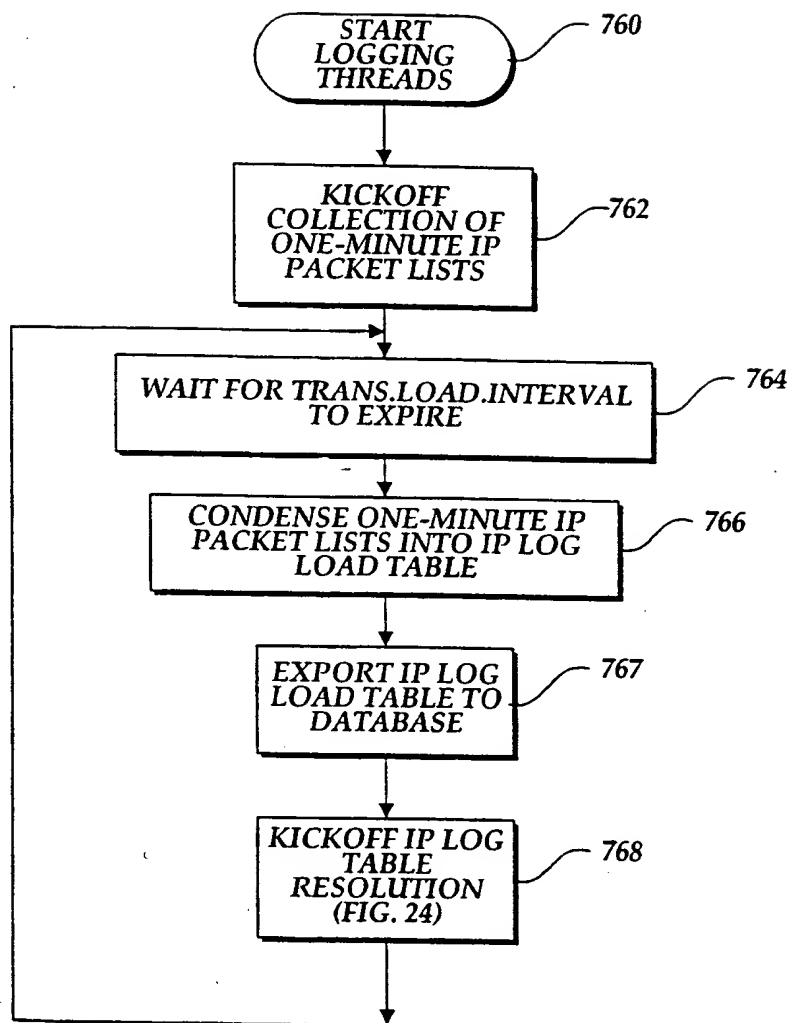 START
LOGGING
THREADS
760
KICKOFF
COLLECTION OF
ONE-MINUTE IP
PACKET LISTS
762
WAIT FOR TRANS.LOAD.INTERVAL
TO EXPIRE
764
CONDENSE ONE-MINUTE IP
PACKET LISTS INTO IP LOG
LOAD TABLE
766
EXPORT IP LOG
LOAD TABLE TO
DATABASE
767
KICKOFF IP LOG
TABLE
RESOLUTION
(FIG. 24)
768